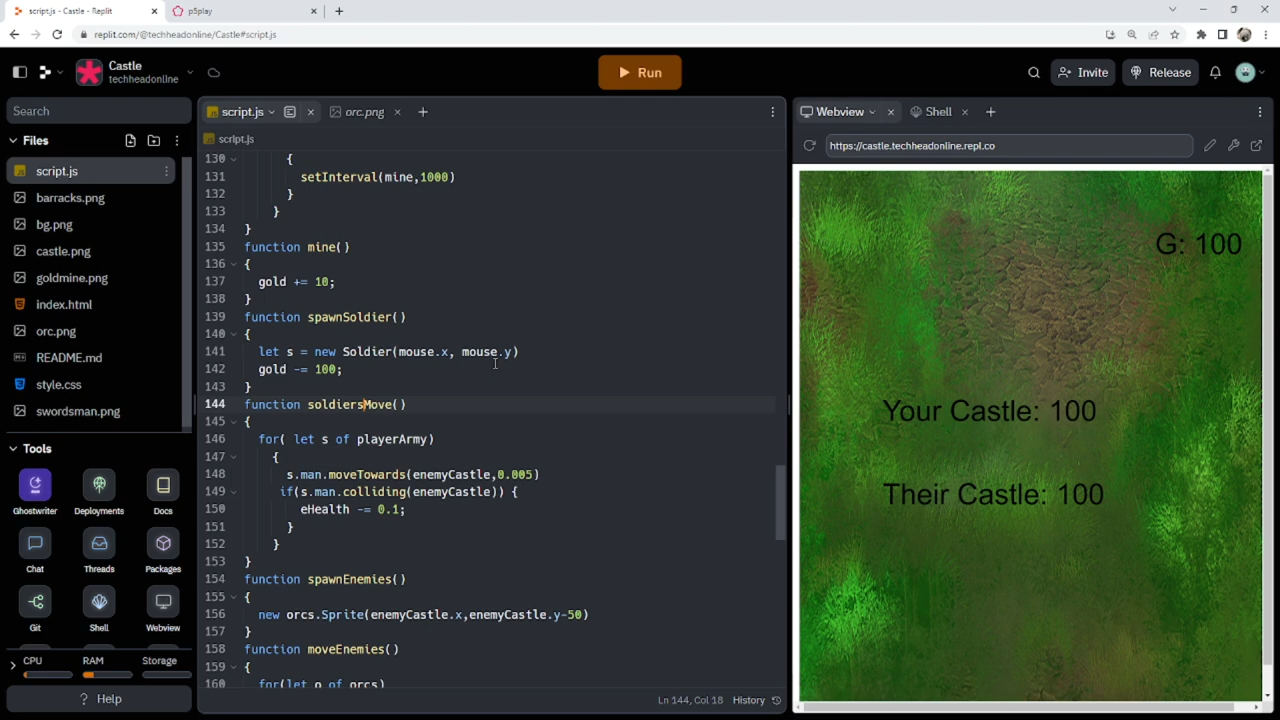 script.js - Castle - Replit
p5play
replit.com/@techheadonline/Castle#script.js
Castle
techheadonline
Run
Invite
Release
Search
Files
script.js
barracks.png
bg.png
castle.png
goldmine.png
index.html
orc.png
README.md
style.css
swordsman.png
Tools
Ghostwriter
Deployments
Docs
Chat
Threads
Packages
Git
Shell
Webview
CPU
RAM
Storage
? Help
script.js
orc.png
script.js
130 {
131 setInterval(mine,1000)
132 }
133 }
134 }
135 function mine()
136 {
137 gold += 10;
138 }
139 function spawnSoldier()
140 {
141 let s = new Soldier(mouse.x, mouse.y)
142 gold -= 100;
143 }
144 function soldiersMove()
145 {
146 for( let s of playerArmy)
147 {
148 s.man.moveTowards(enemyCastle,0.005)
149 if(s.man.colliding(enemyCastle)) {
150 eHealth -= 0.1;
151 }
152 }
153 }
154 function spawnEnemies()
155 {
156 new orcs.Sprite(enemyCastle.x,enemyCastle.y-50)
157 }
158 function moveEnemies()
159 {
160 for(let o of orcs)
Ln 144, Col 18
History
Webview
Shell
https://castle.techheadonline.repl.co
G: 100
Your Castle: 100
Their Castle: 100